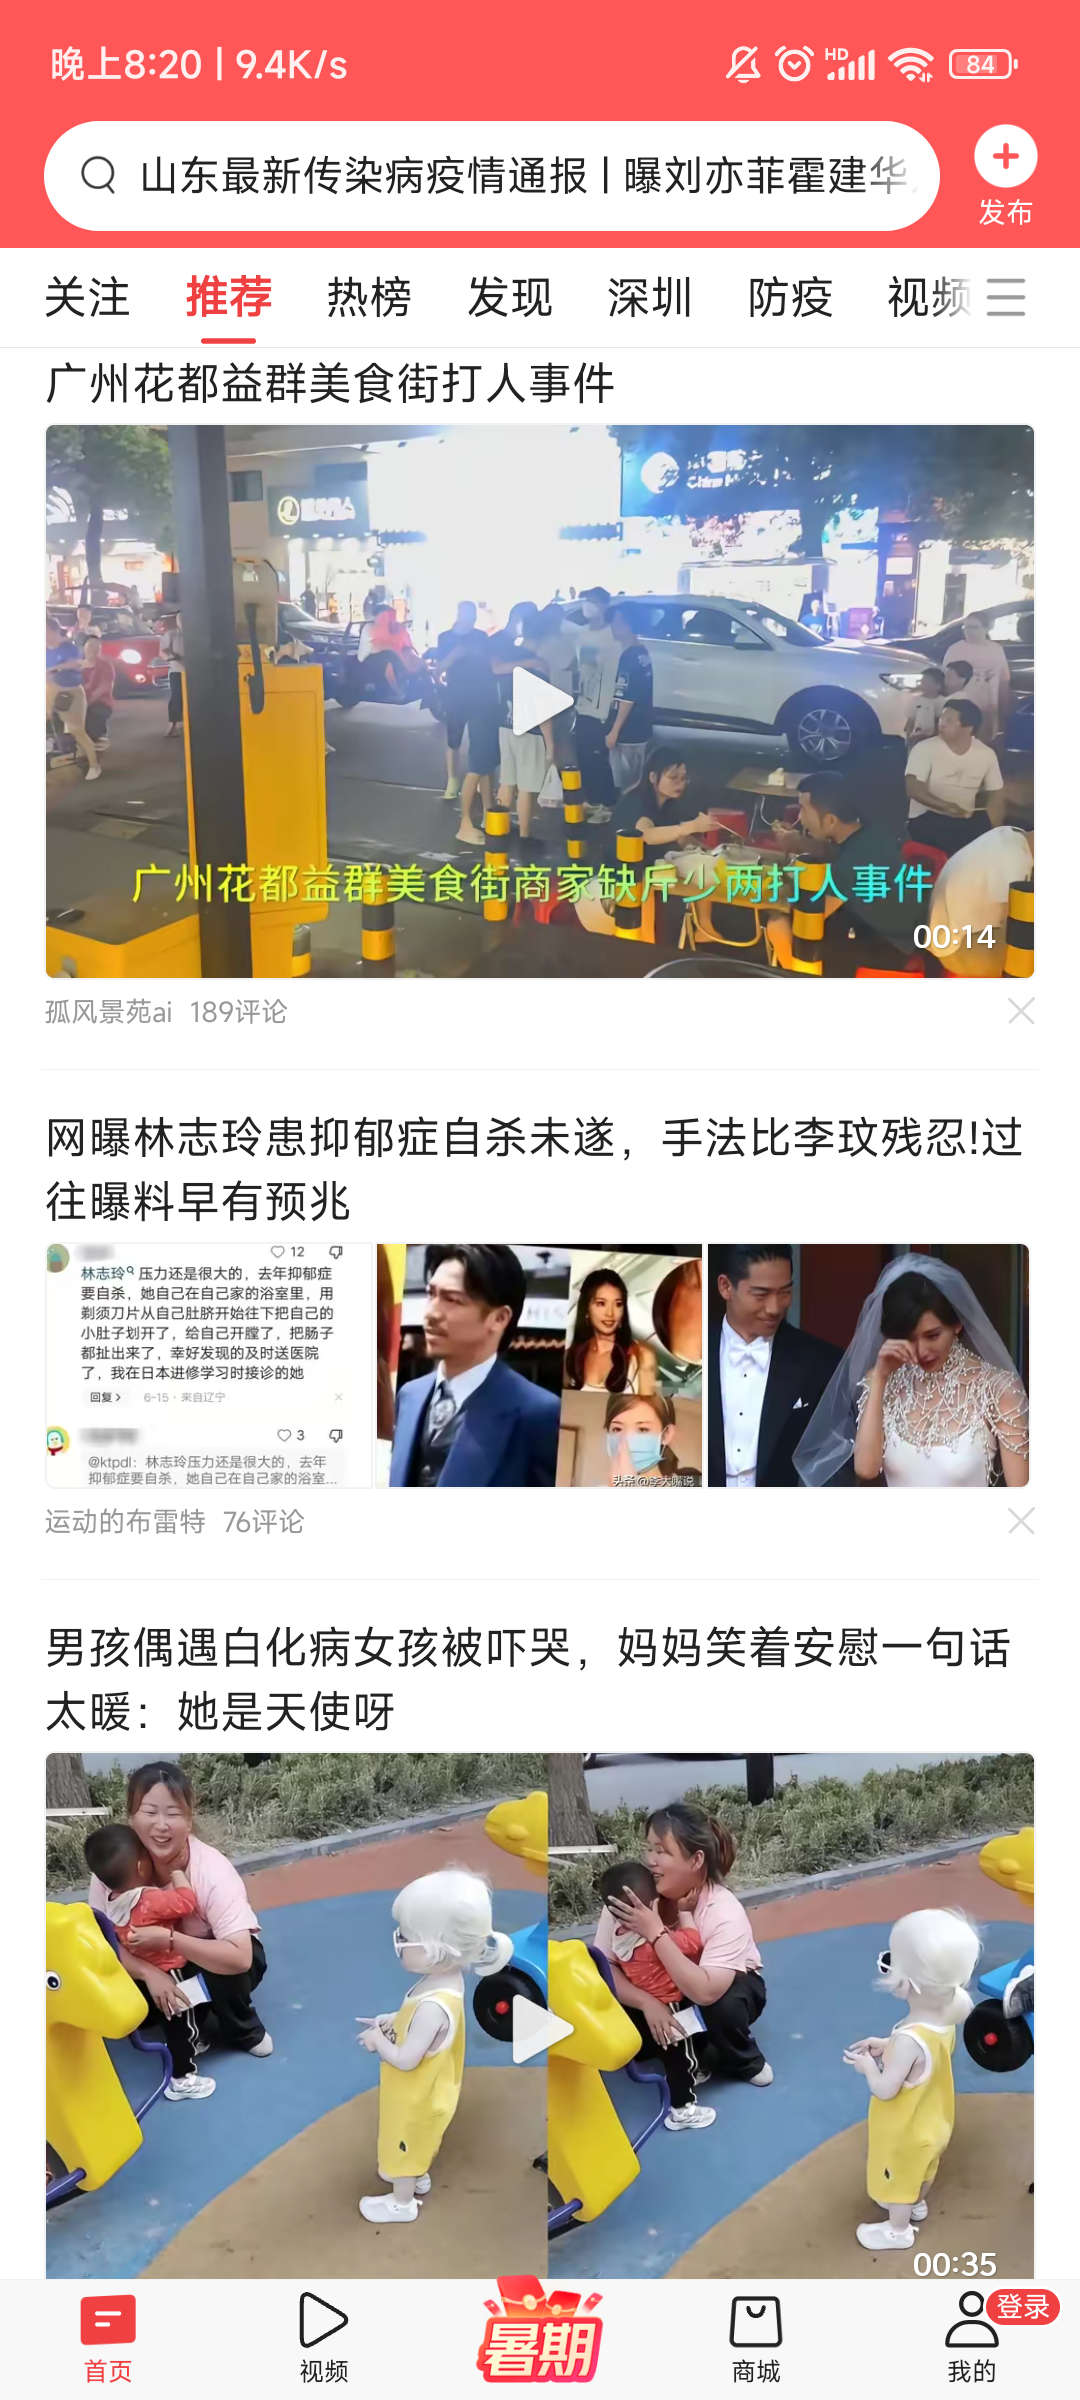 晚上8:20 | 9.4K/s
HD
84
山东最新传染病疫情通报 | 曝刘亦菲霍建华
发布
关注 推荐 热榜 发现 深圳 防疫 视频
广州花都益群美食街打人事件
广州花都益群美食街商家缺斤少两打人事件
00:14
孤风景苑ai 189评论
网曝林志玲患抑郁症自杀未遂，手法比李玟残忍!过
往曝料早有预兆
12
林志玲 压力还是很大的，去年抑郁症
要自杀，她自己在自己家的浴室里，用
剃须刀片从自己肚脐开始往下把自己的
小肚子划开了，给自己开膛了，把肠子
都扯出来了，幸好发现的及时送医院
了，我在日本进修学习时接诊的她
回复 > 6-15 · 来自辽宁
3
@ktpdl：林志玲压力还是很大的，去年
抑郁症要自杀，她自己在自己家的浴室...
头条 @李大嘴说
运动的布雷特 76评论
男孩偶遇白化病女孩被吓哭，妈妈笑着安慰一句话
太暖：她是天使呀
00:35
登录
暑期
首页 视频 商城 我的